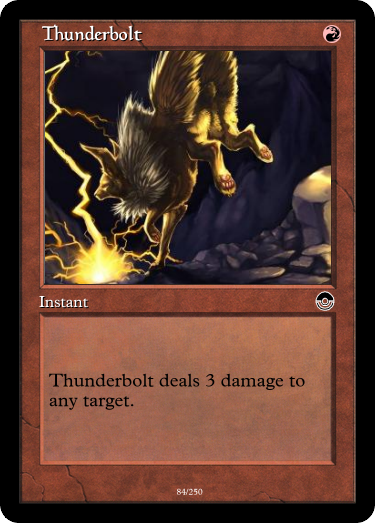 Thunderbolt
Instant
Thunderbolt deals 3 damage to
any target.
84/250